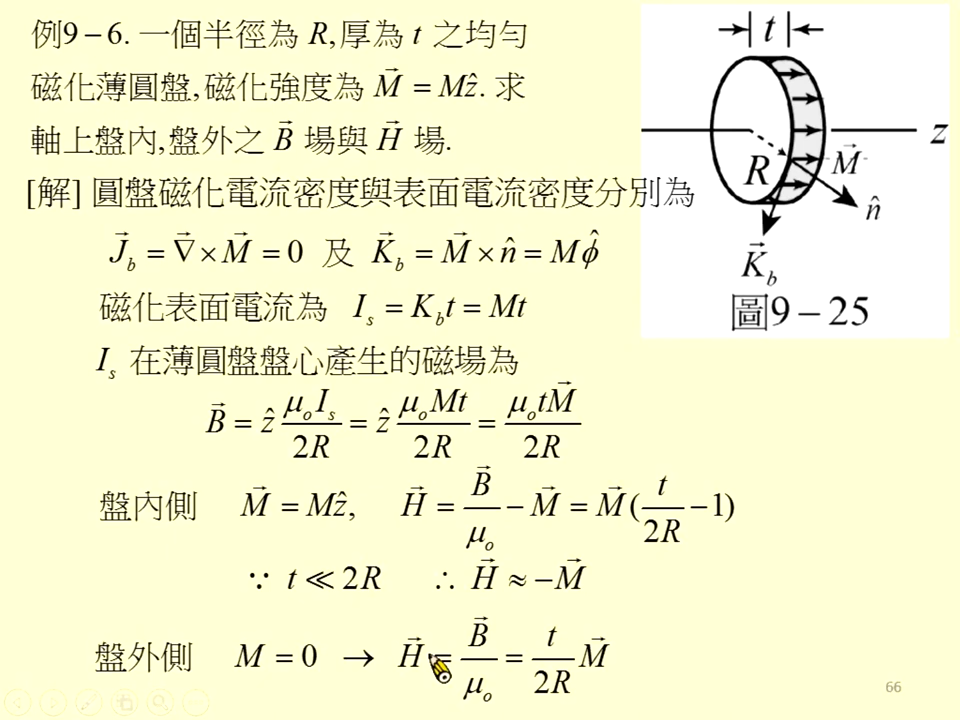 例9－6. 一個半徑為 R,厚為 t 之均勻
磁化薄圓盤,磁化強度為 M⃗ = Mẑ. 求
軸上盤內,盤外之 B⃗ 場與 H⃗ 場.
[解] 圓盤磁化電流密度與表面電流密度分別為
J⃗_b = ∇⃗ × M⃗ = 0 及 K⃗_b = M⃗ × n̂ = Mϕ̂
磁化表面電流為 I_s = K_b t = Mt
I_s 在薄圓盤盤心產生的磁場為
B⃗ = ẑ μ_o I_s / 2R = ẑ μ_o Mt / 2R = μ_o tM⃗ / 2R
盤內側 M⃗ = Mẑ, H⃗ = B⃗ / μ_o − M⃗ = M⃗(t / 2R − 1)
∵ t ≪ 2R ∴ H⃗ ≈ −M⃗
盤外側 M = 0 → H⃗ = B⃗ / μ_o = t / 2R M⃗
t
z
R
M⃗
n̂
K⃗_b
圖9－25
66